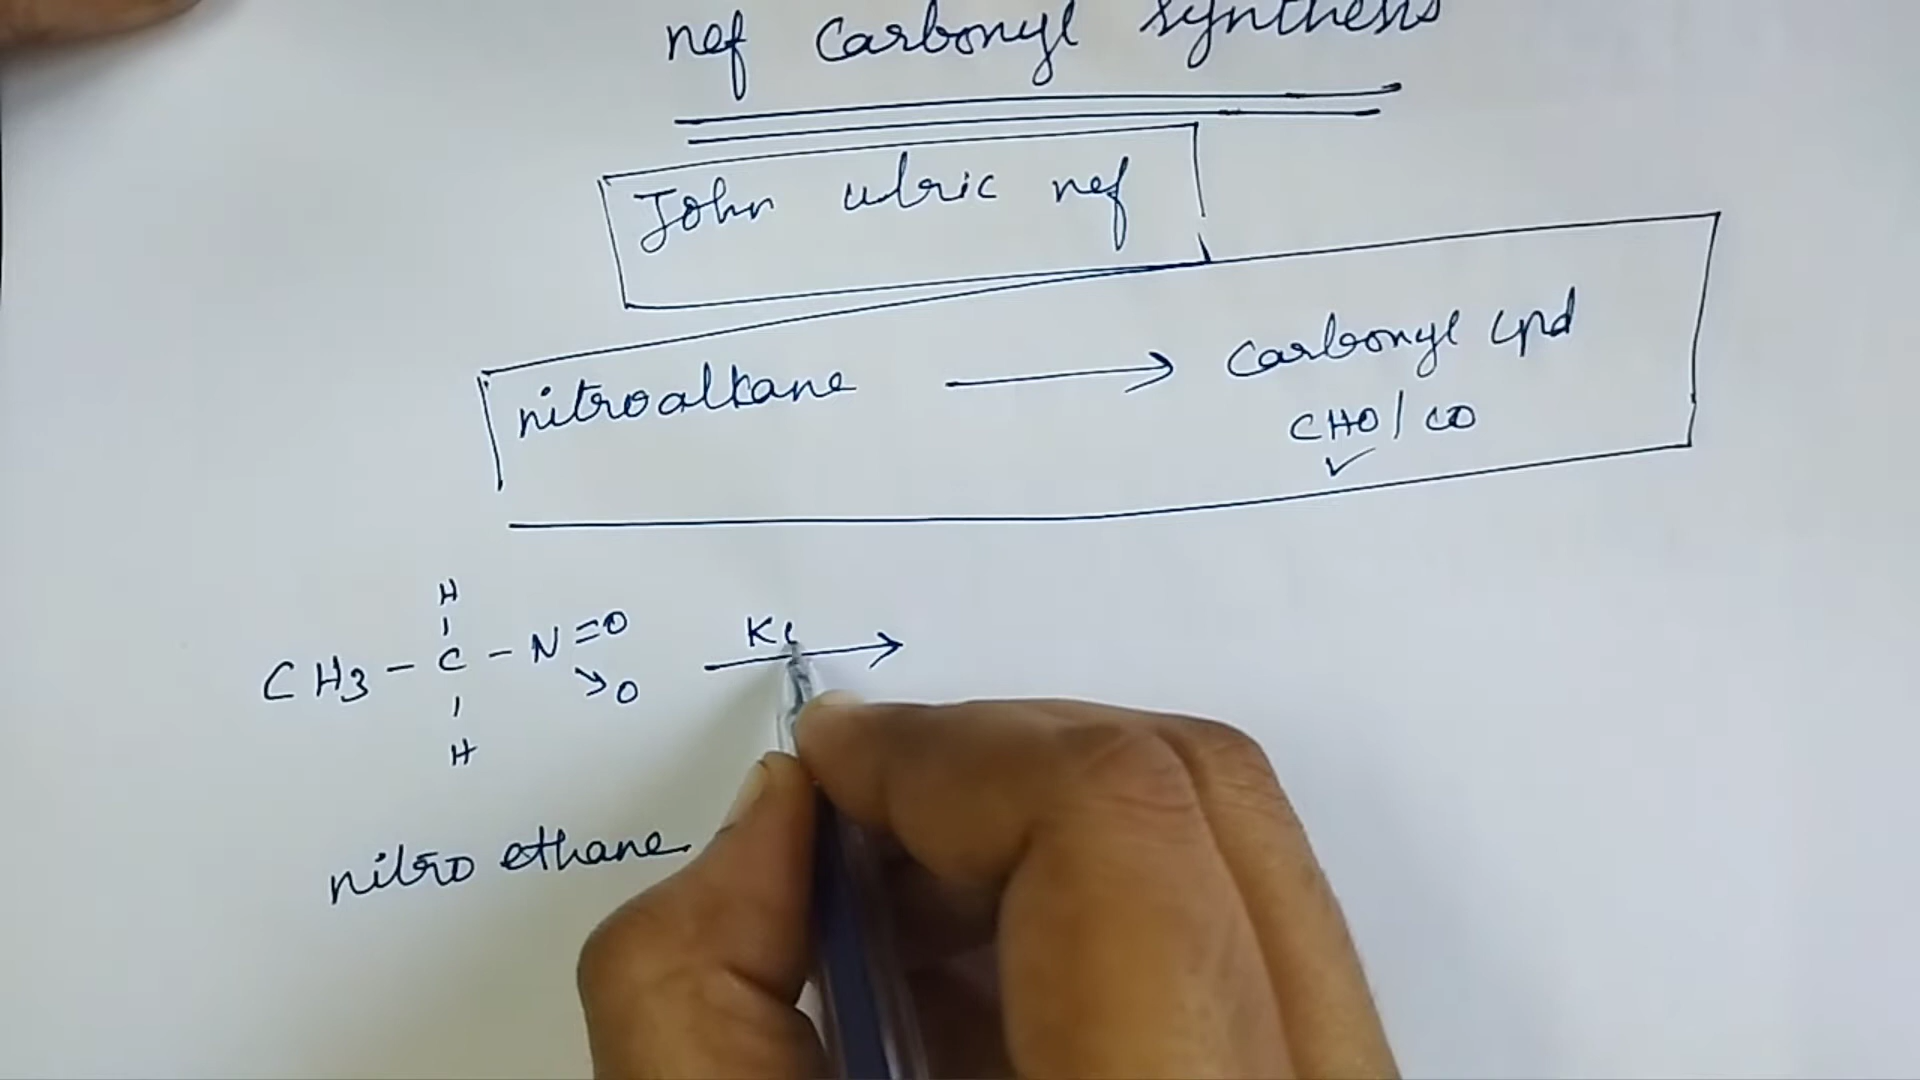 nef carbonyl synthesis
John ulric nef
nitroalkane → carbonyl cpd
CHO / CO
✓
H
CH3 - C - N = O
↘ O
H
K
nitro ethane